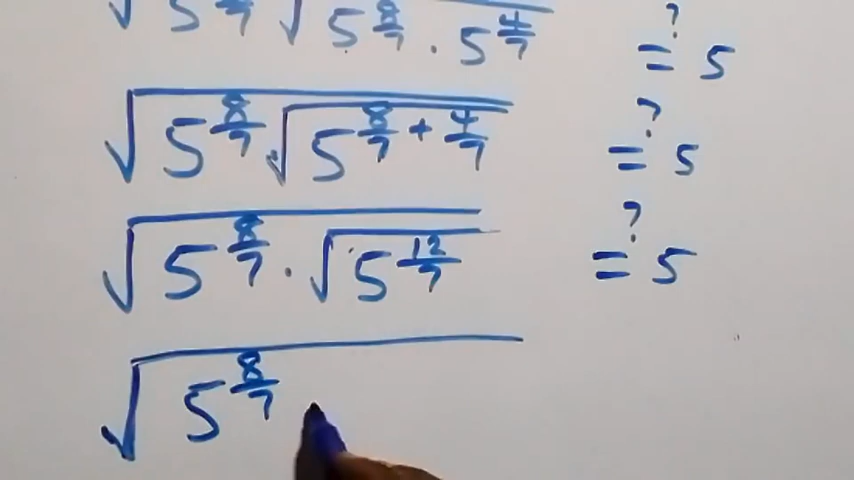 √5^(8/7) √(5^(8/7) · 5^(4/7)) ?= 5
√(5^(8/7) √(5^(8/7 + 4/7))) ?= 5
√(5^(8/7) · √(5^(12/7))) ?= 5
√(5^(8/7)